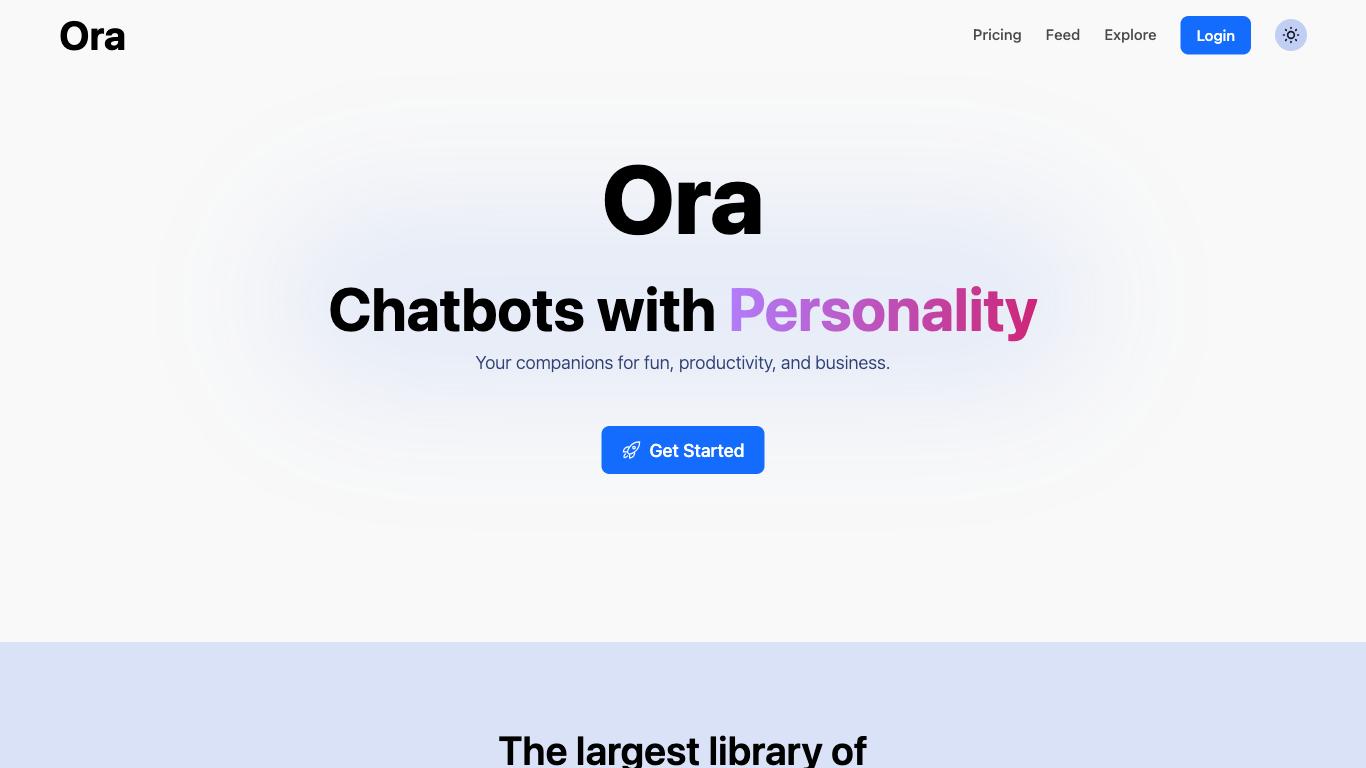 Ora
Pricing
Feed
Explore
Login
Ora
Chatbots with Personality
Your companions for fun, productivity, and business.
Get Started
The largest library of